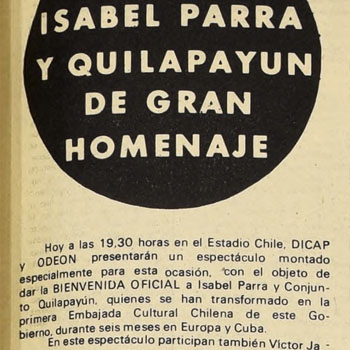 ISABEL PARRA
Y QUILAPAYUN
DE GRAN
HOMENAJE
Hoy a las 19,30 horas en el Estadio Chile, DICAP
y ODEON presentarán un espectáculo montado
especialmente para esta ocasión, con el objeto de
dar la BIENVENIDA OFICIAL a Isabel Parra y Conjun-
to Quilapayún, quienes se han transformado en la
primera Embajada Cultural Chilena de este Go-
bierno, durante seis meses en Europa y Cuba.
En este espectáculo participan también Victor Ja-